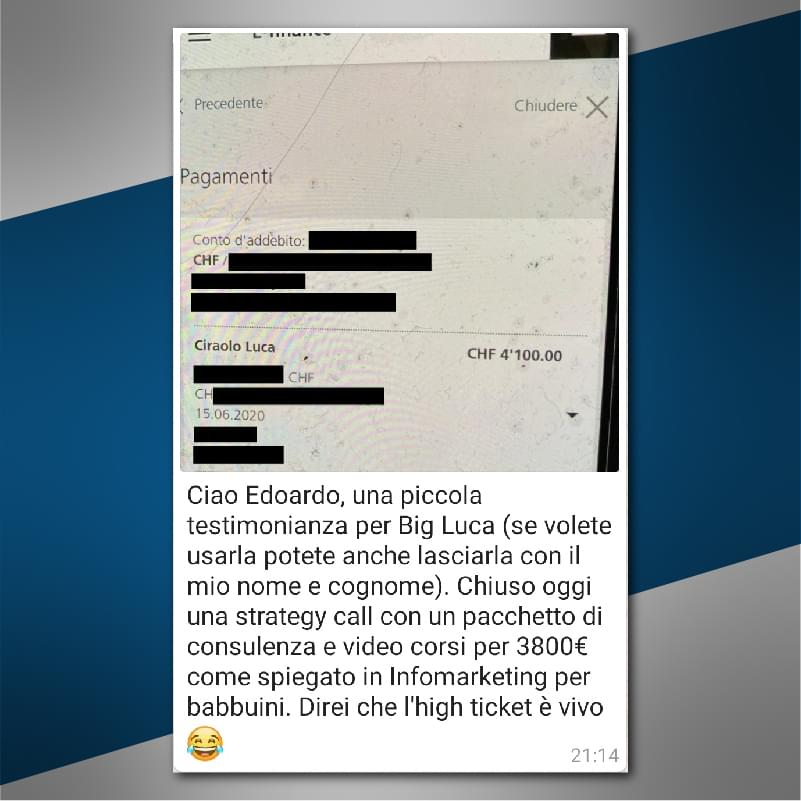 E-finance
Precedente
Chiudere
Pagamenti
Conto d'addebito:
CHF /
Ciraolo Luca
CHF 4'100.00
CHF
CH
15.06.2020
Ciao Edoardo, una piccola
testimonianza per Big Luca (se volete
usarla potete anche lasciarla con il
mio nome e cognome). Chiuso oggi
una strategy call con un pacchetto di
consulenza e video corsi per 3800€
come spiegato in Infomarketing per
babbuini. Direi che l'high ticket è vivo
😂
21:14